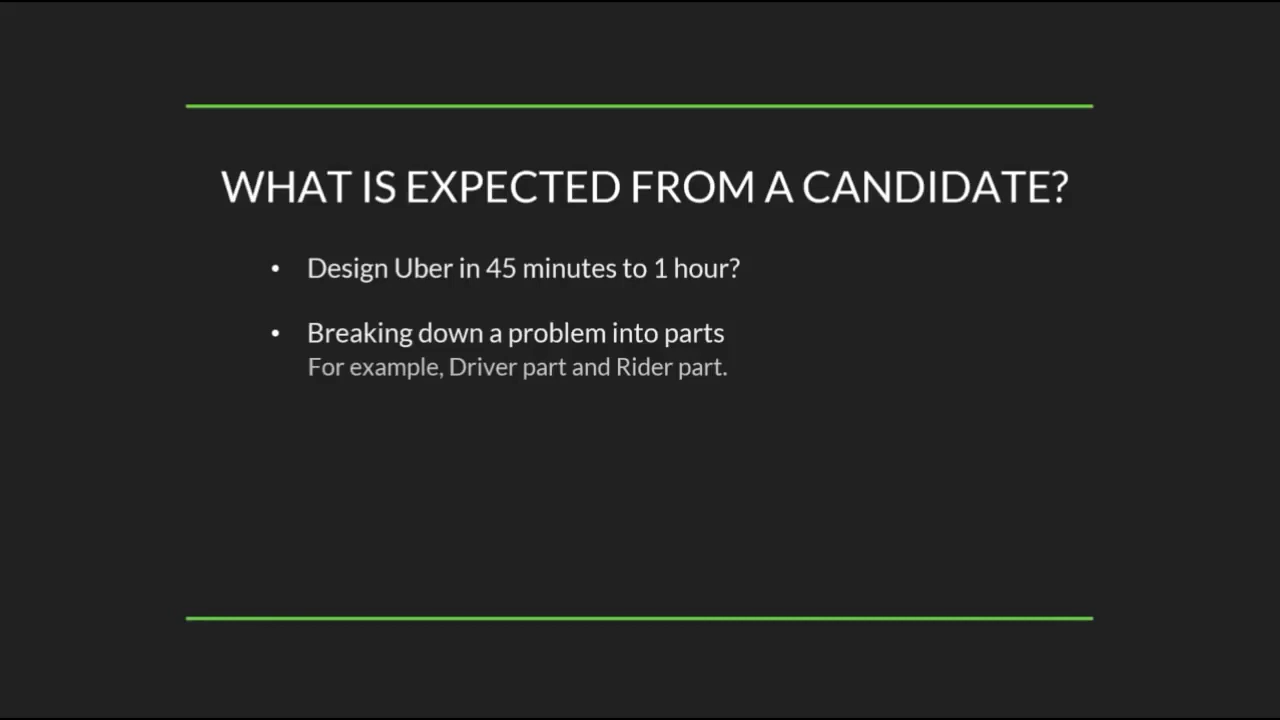 WHAT IS EXPECTED FROM A CANDIDATE?
• Design Uber in 45 minutes to 1 hour?
• Breaking down a problem into parts
For example, Driver part and Rider part.